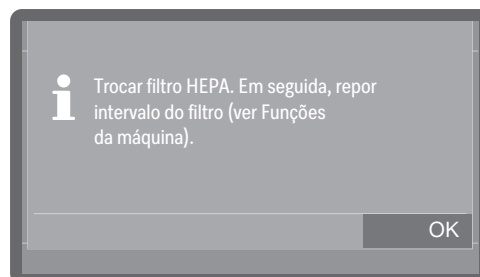 Trocar filtro HEPA. Em seguida, repor
intervalo do filtro (ver Funções
da máquina).
OK